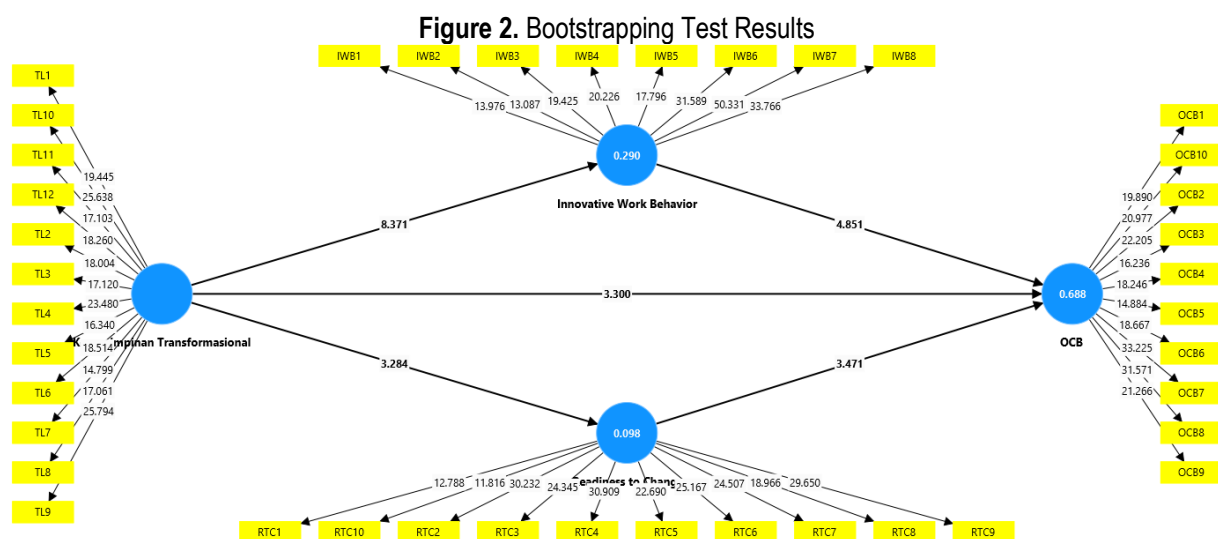 Figure 2. Bootstrapping Test Results
IWB1 IWB2 IWB3 IWB4 IWB5 IWB6 IWB7 IWB8
13.976 13.087 19.425 20.226 17.796 31.589 50.331 33.766
0.290
Innovative Work Behavior
TL1
TL10
TL11
TL12
TL2
TL3
TL4
TL5
TL6
TL7
TL8
TL9
19.445
25.638
17.103
18.260
18.004
17.120
23.480
16.340
18.514
14.799
17.061
25.794
Transformasional
8.371
4.851
3.300
3.284
3.471
0.688
OCB
19.890
20.977
22.205
16.236
18.246
14.884
18.667
33.225
31.571
21.266
OCB1
OCB10
OCB2
OCB3
OCB4
OCB5
OCB6
OCB7
OCB8
OCB9
0.098
Readiness to Change
12.788 11.816 30.232 24.345 30.909 22.690 25.167 24.507 18.966 29.650
RTC1 RTC10 RTC2 RTC3 RTC4 RTC5 RTC6 RTC7 RTC8 RTC9